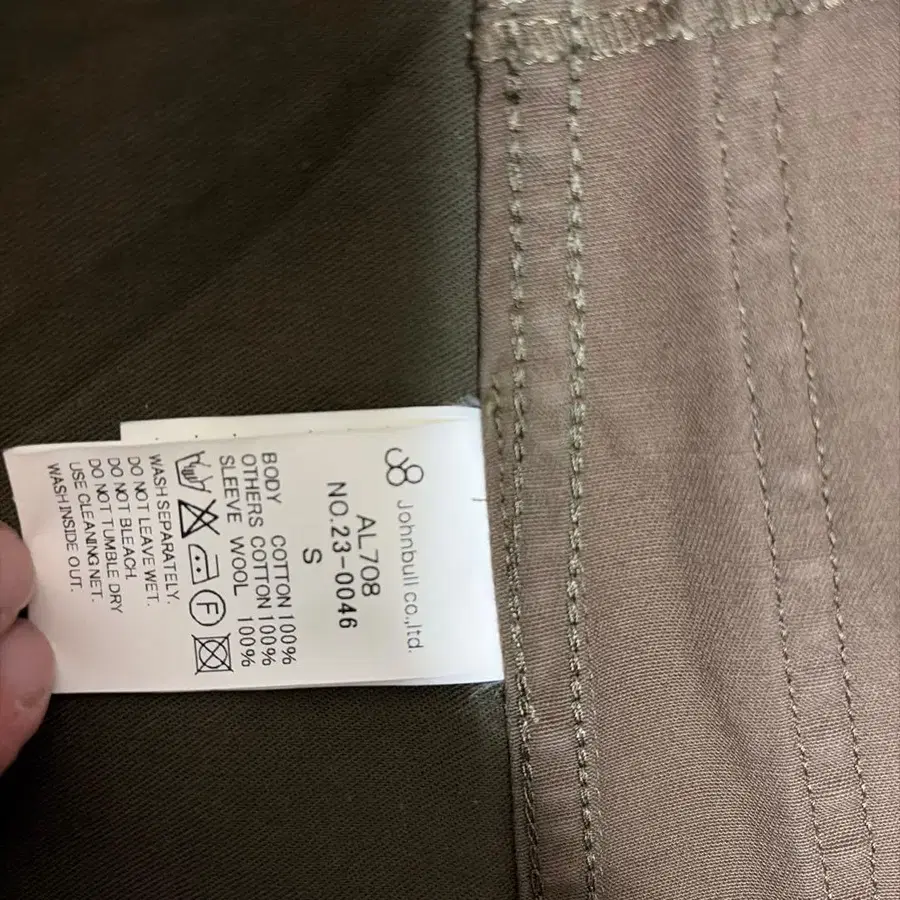 Johnbull co.,ltd.
AL708
NO.23-0046
S
BODY COTTON 100%
OTHERS COTTON 100%
SLEEVE WOOL 100%
F
WASH SEPARATELY.
DO NOT LEAVE WET.
DO NOT BLEACH.
DO NOT TUMBLE DRY
USE CLEANING NET.
WASH INSIDE OUT.